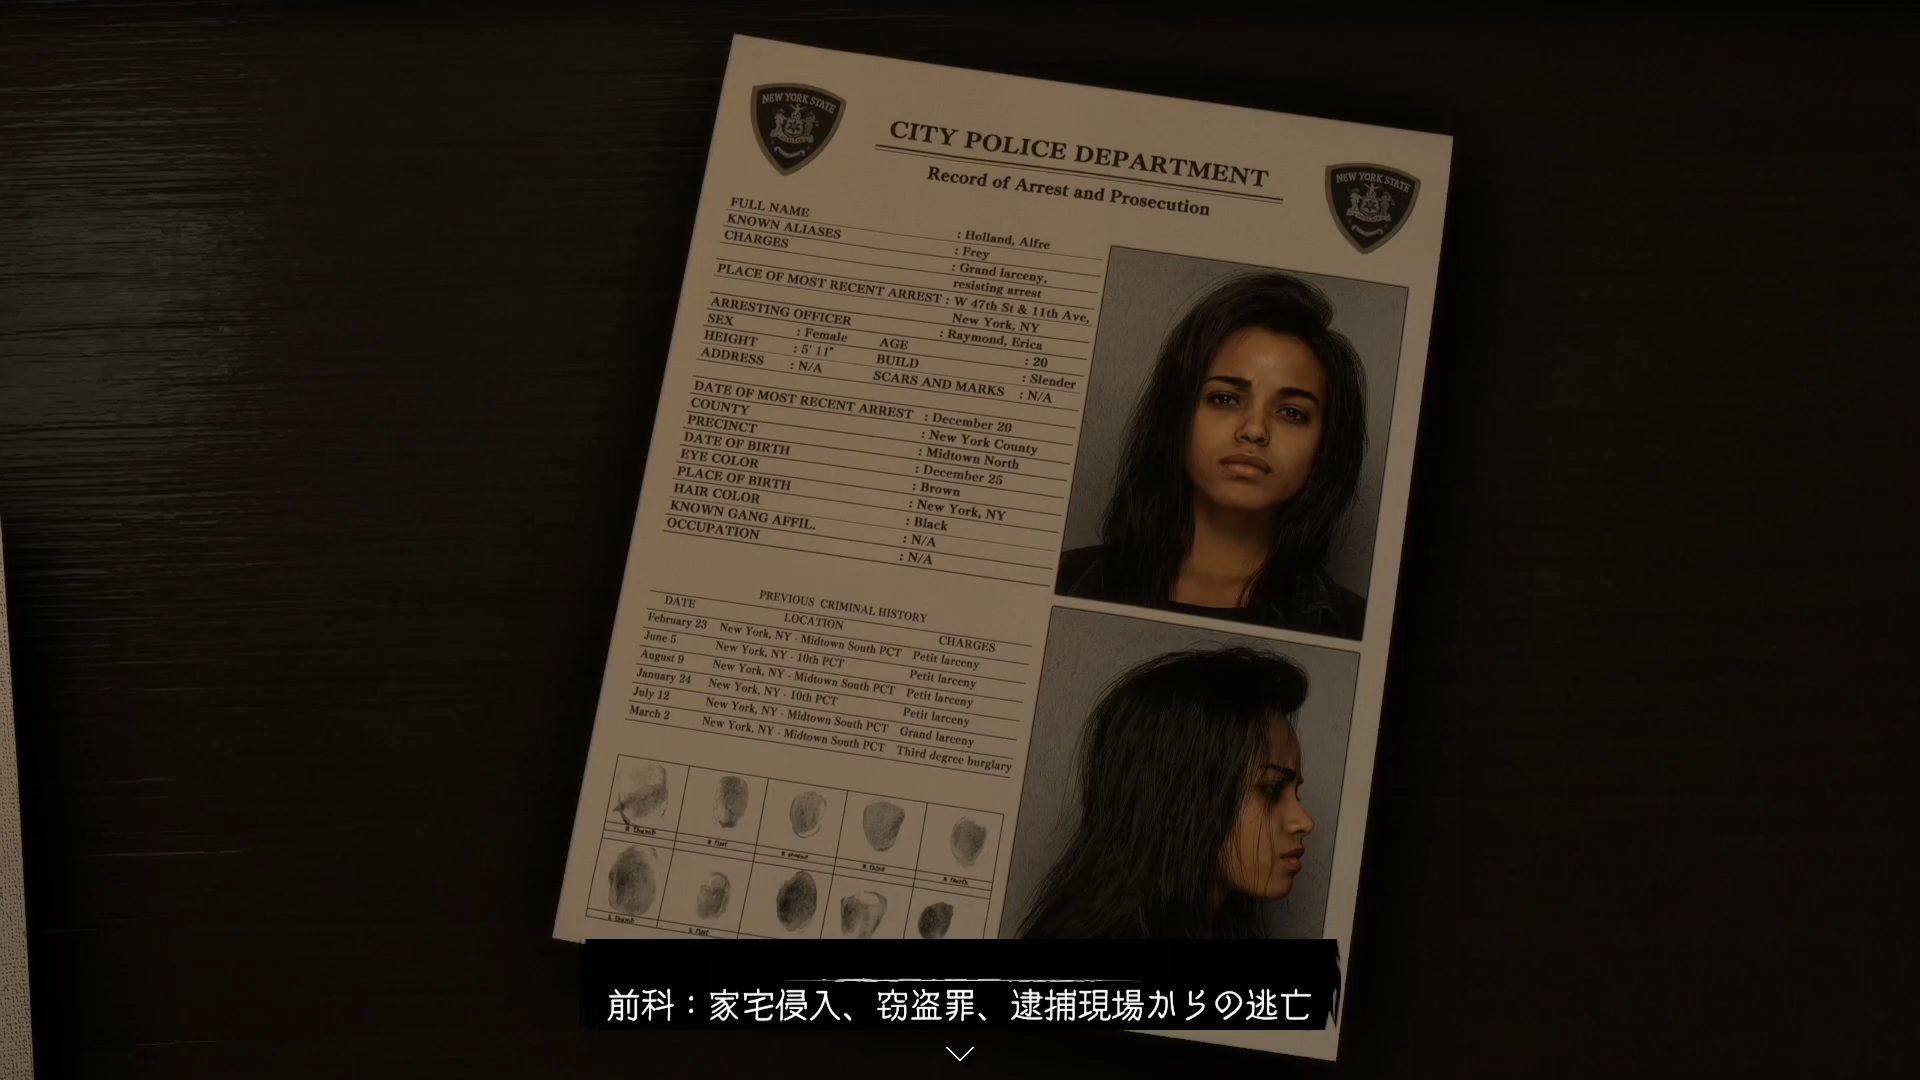 NEW YORK STATE
CITY POLICE DEPARTMENT
Record of Arrest and Prosecution
NEW YORK STATE
FULL NAME : Holland, Alfre
KNOWN ALIASES : Frey
CHARGES : Grand larceny,
resisting arrest
PLACE OF MOST RECENT ARREST : W 47th St & 11th Ave,
New York, NY
ARRESTING OFFICER : Raymond, Erica
SEX : Female AGE : 20
HEIGHT : 5' 11" BUILD : Slender
ADDRESS : N/A SCARS AND MARKS : N/A
DATE OF MOST RECENT ARREST : December 20
COUNTY : New York County
PRECINCT : Midtown North
DATE OF BIRTH : December 25
EYE COLOR : Brown
PLACE OF BIRTH : New York, NY
HAIR COLOR : Black
KNOWN GANG AFFIL. : N/A
OCCUPATION : N/A
PREVIOUS CRIMINAL HISTORY
DATE LOCATION CHARGES
February 23 New York, NY - Midtown South PCT Petit larceny
June 5 New York, NY - 10th PCT Petit larceny
August 9 New York, NY - Midtown South PCT Petit larceny
January 24 New York, NY - 10th PCT Petit larceny
July 12 New York, NY - Midtown South PCT Grand larceny
March 2 New York, NY - Midtown South PCT Third degree burglary
前科：家宅侵入、窃盗罪、逮捕現場からの逃亡